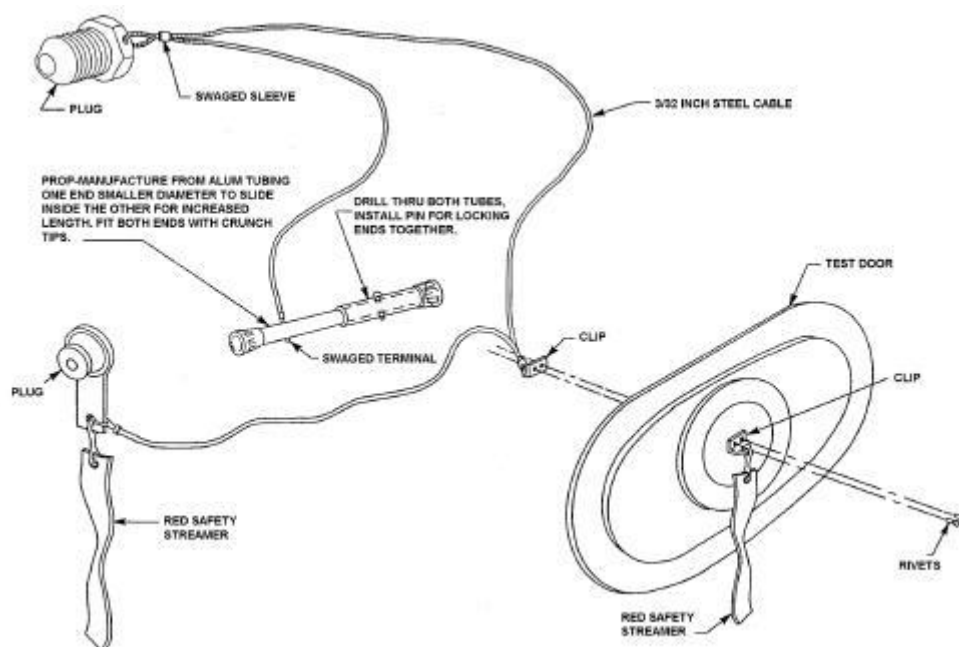 PLUG
SWAGED SLEEVE
3/32 INCH STEEL CABLE
PROP-MANUFACTURE FROM ALUM TUBING
ONE END SMALLER DIAMETER TO SLIDE
INSIDE THE OTHER FOR INCREASED
LENGTH. FIT BOTH ENDS WITH CRUNCH
TIPS.
DRILL THRU BOTH TUBES,
INSTALL PIN FOR LOCKING
ENDS TOGETHER.
TEST DOOR
SWAGED TERMINAL
CLIP
CLIP
PLUG
RED SAFETY
STREAMER
RIVETS
RED SAFETY
STREAMER